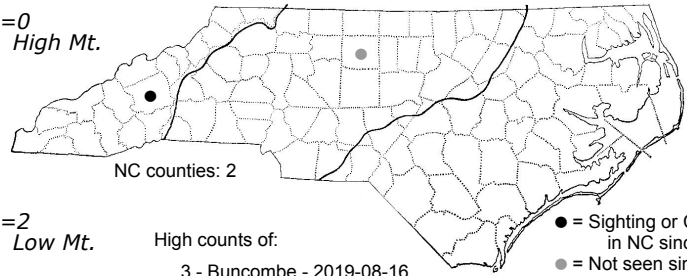 =0
High Mt.
NC counties: 2
=2
Low Mt.
High counts of:
3 - Buncombe - 2019-08-16
● = Sighting or
in NC sinc
● = Not seen sin